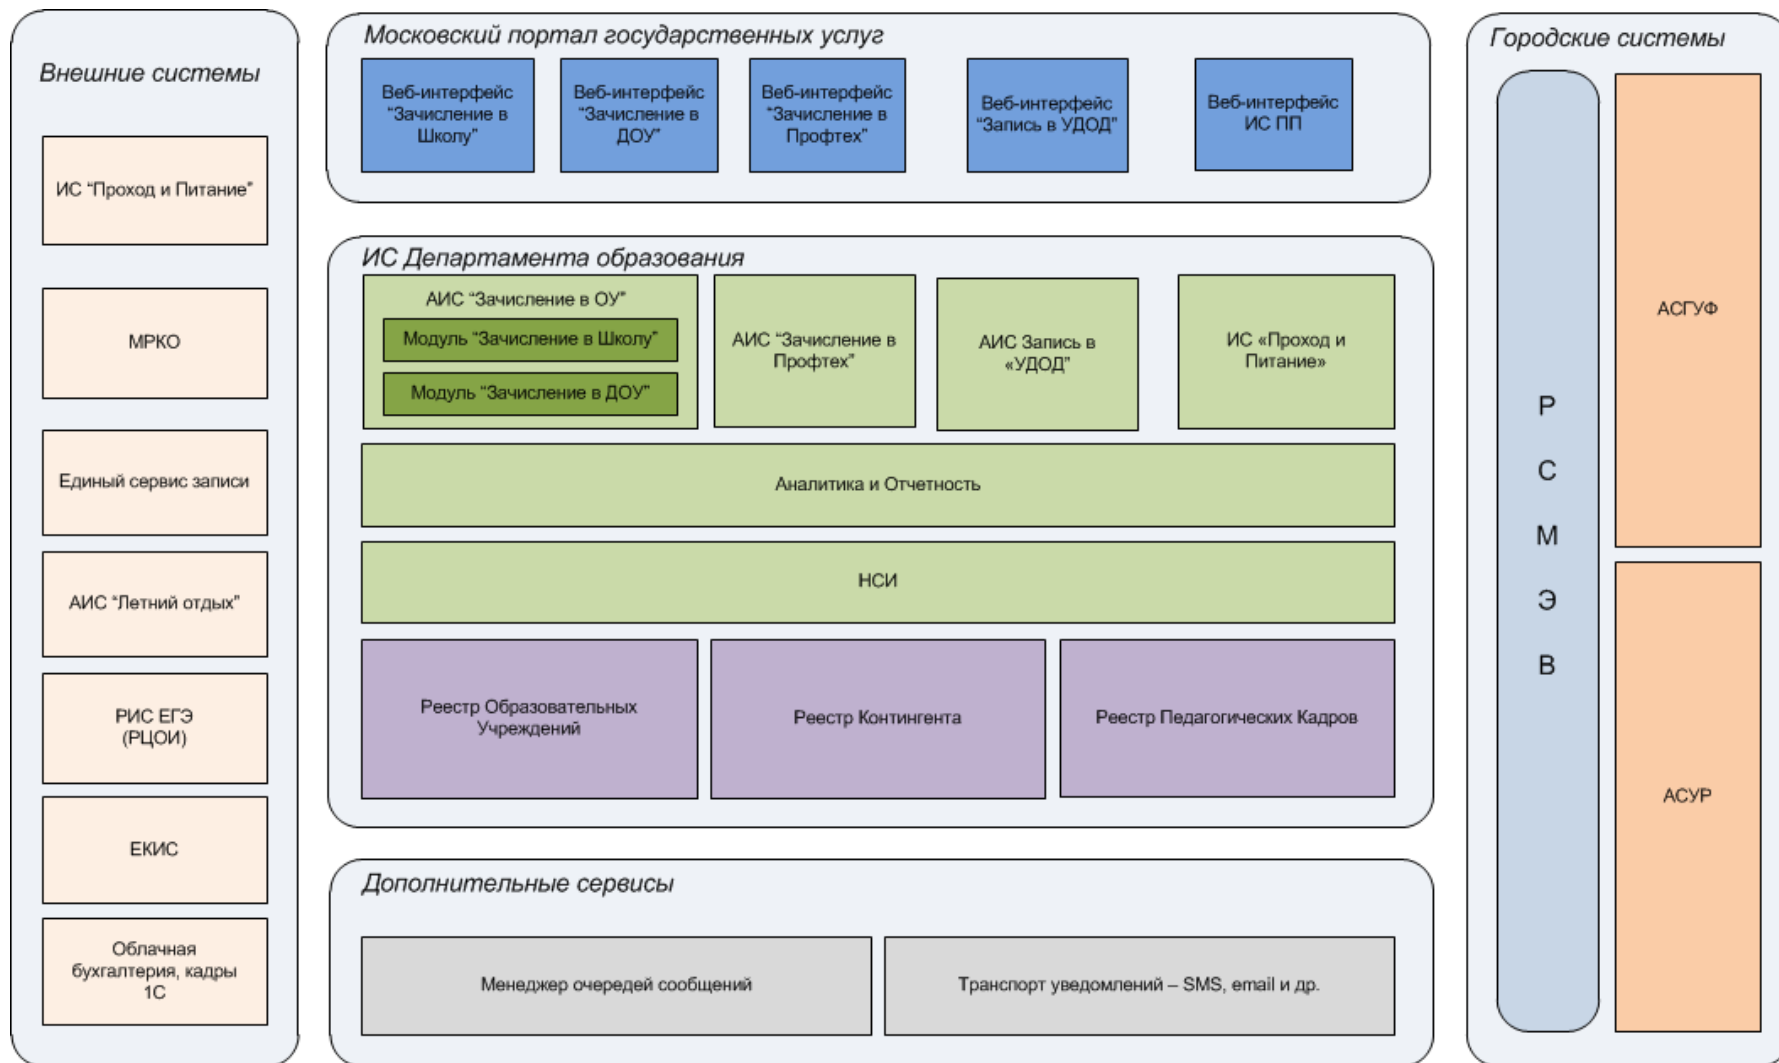 Внешние системы
ИС “Проход и Питание”
МРКО
Единый сервис записи
АИС “Летний отдых”
РИС ЕГЭ
(РЦОИ)
ЕКИС
Облачная
бухгалтерия, кадры
1С
Московский портал государственных услуг
Веб-интерфейс
“Зачисление в
Школу”
Веб-интерфейс
“Зачисление в
ДОУ”
Веб-интерфейс
“Зачисление в
Профтех”
Веб-интерфейс
“Запись в УДОД”
Веб-интерфейс
ИС ПП
ИС Департамента образования
АИС “Зачисление в ОУ”
Модуль “Зачисление в Школу”
Модуль “Зачисление в ДОУ”
АИС “Зачисление в
Профтех”
АИС Запись в
«УДОД”
ИС «Проход и
Питание»
Аналитика и Отчетность
НСИ
Реестр Образовательных
Учреждений
Реестр Контингента
Реестр Педагогических Кадров
Дополнительные сервисы
Менеджер очередей сообщений
Транспорт уведомлений – SMS, email и др.
Городские системы
Р
С
М
Э
В
АСГУФ
АСУР